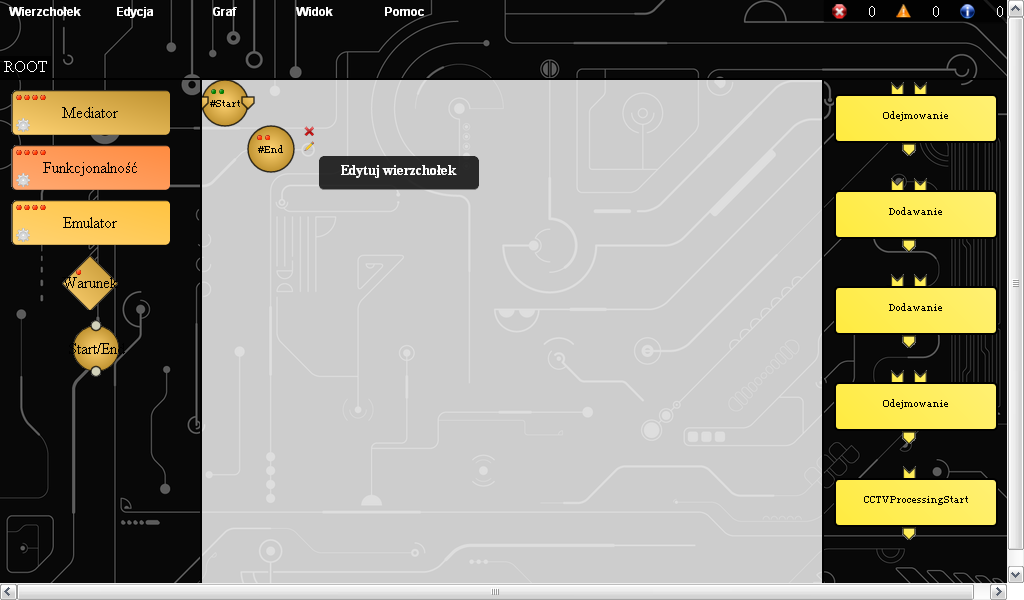 Wierzchołek Edycja Graf Widok Pomoc 0 0 0
ROOT
Mediator
Funkcjonalność
Emulator
Warunek
Start/En
#Start
#End
Edytuj wierzchołek
Odejmowanie
Dodawanie
Dodawanie
Odejmowanie
CCTVProcessingStart